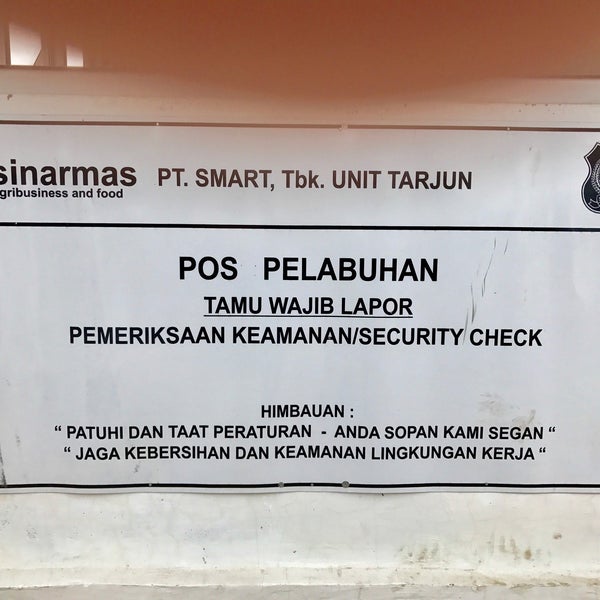 sinarmas PT. SMART, Tbk. UNIT TARJUN
gribusiness and food
POS PELABUHAN
TAMU WAJIB LAPOR
PEMERIKSAAN KEAMANAN/SECURITY CHECK
HIMBAUAN :
“ PATUHI DAN TAAT PERATURAN - ANDA SOPAN KAMI SEGAN “
“ JAGA KEBERSIHAN DAN KEAMANAN LINGKUNGAN KERJA “